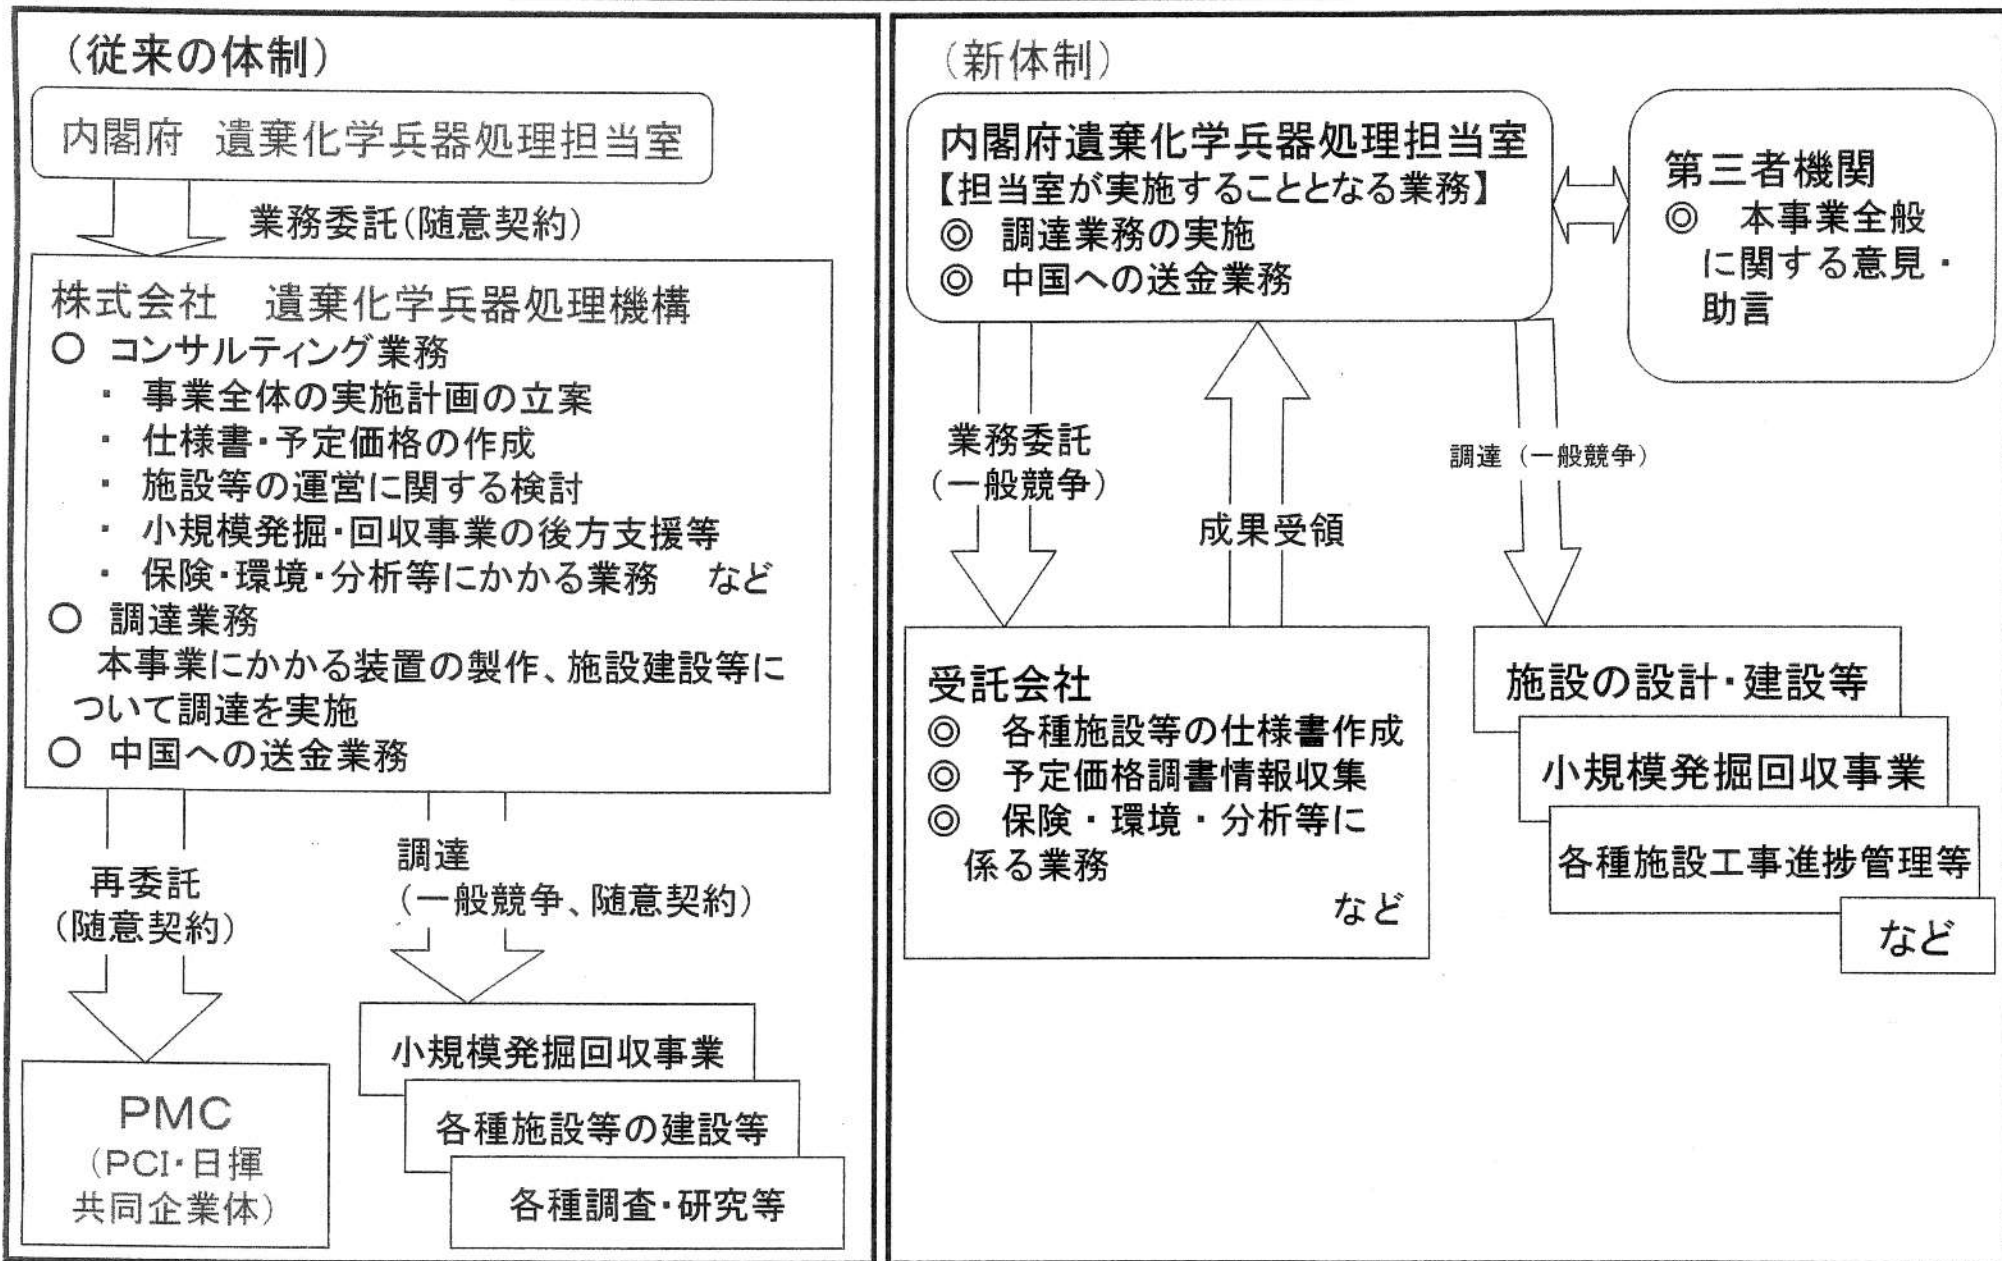 （従来の体制）
内閣府　遺棄化学兵器処理担当室
業務委託（随意契約）
株式会社　遺棄化学兵器処理機構
○ コンサルティング業務
・ 事業全体の実施計画の立案
・ 仕様書・予定価格の作成
・ 施設等の運営に関する検討
・ 小規模発掘・回収事業の後方支援等
・ 保険・環境・分析等にかかる業務　など
○ 調達業務
本事業にかかる装置の製作、施設建設等に
ついて調達を実施
○ 中国への送金業務
再委託
（随意契約）
調達
（一般競争、随意契約）
PMC
（PCI・日揮
共同企業体）
小規模発掘回収事業
各種施設等の建設等
各種調査・研究等
（新体制）
内閣府遺棄化学兵器処理担当室
【担当室が実施することとなる業務】
◎ 調達業務の実施
◎ 中国への送金業務
第三者機関
◎ 本事業全般
に関する意見・
助言
業務委託
（一般競争）
成果受領
調達（一般競争）
受託会社
◎ 各種施設等の仕様書作成
◎ 予定価格調書情報収集
◎ 保険・環境・分析等に
係る業務
など
施設の設計・建設等
小規模発掘回収事業
各種施設工事進捗管理等
など